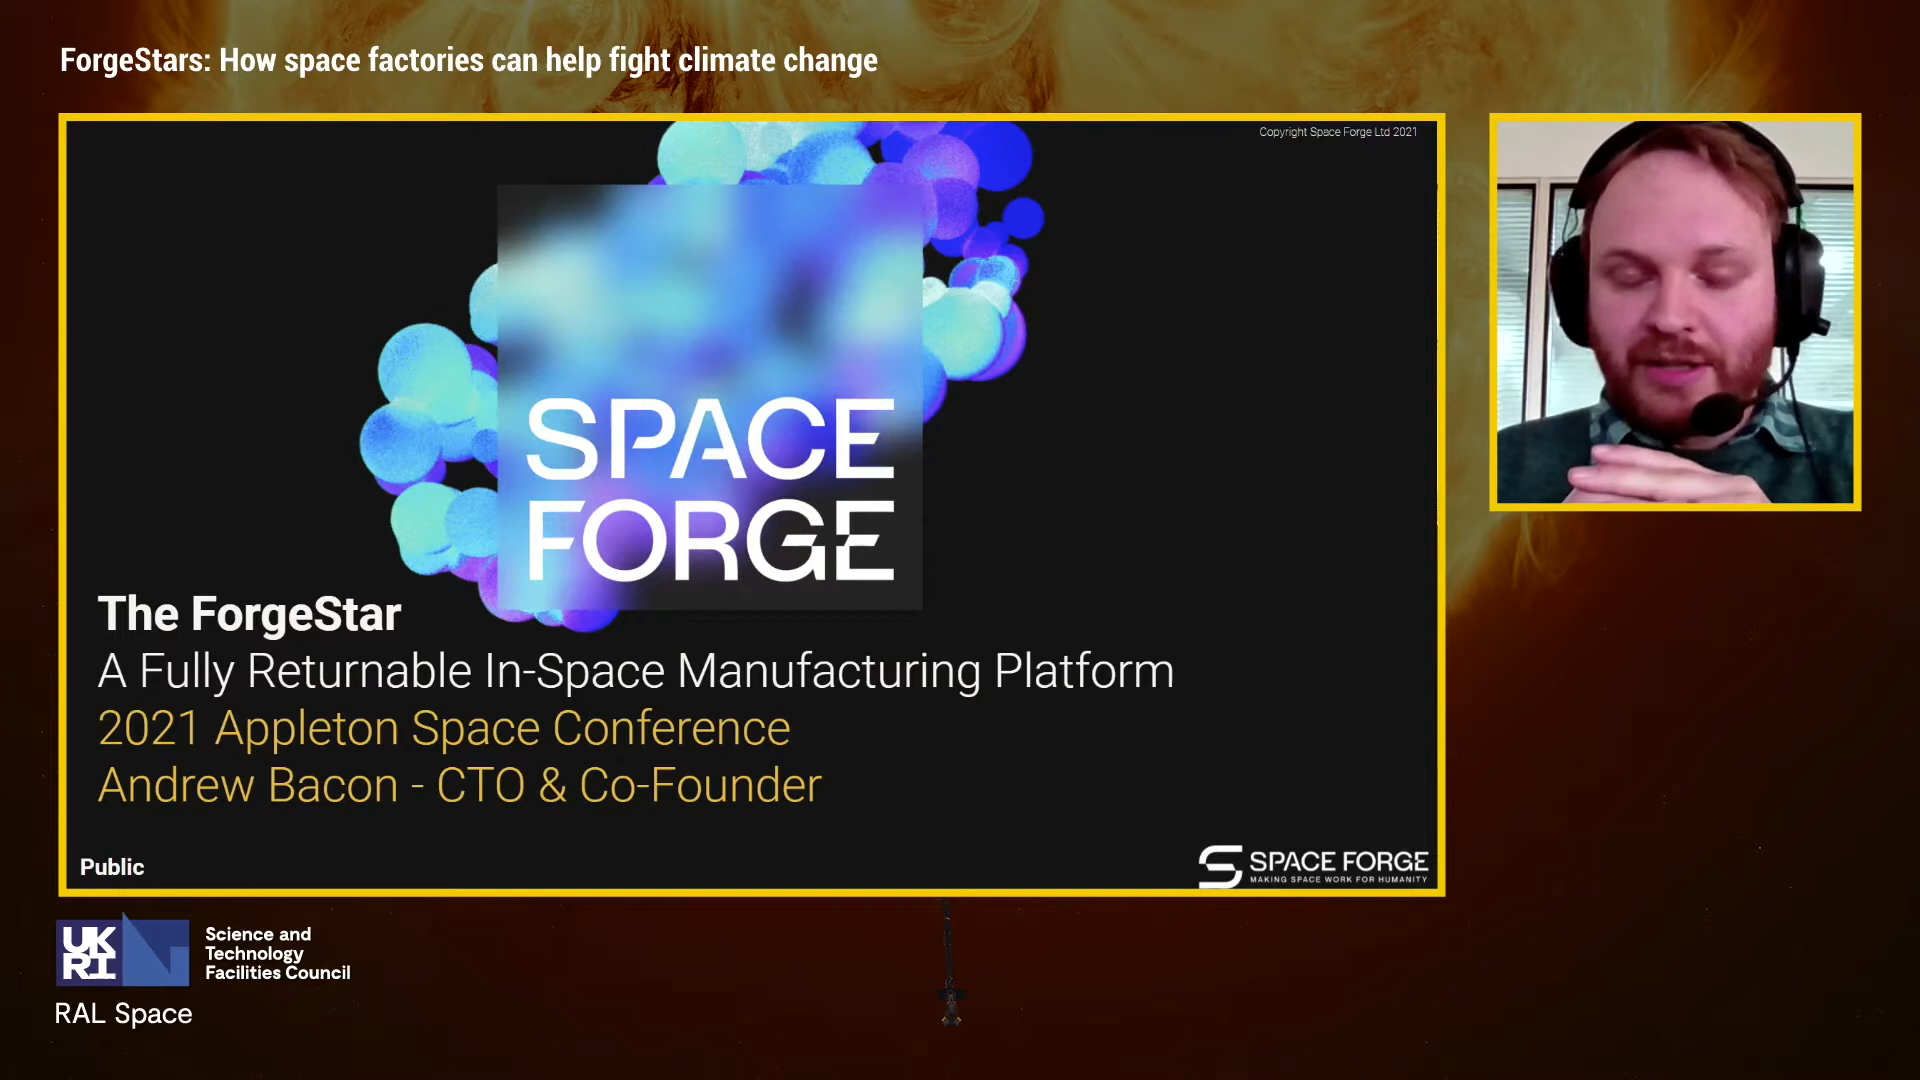 ForgeStars: How space factories can help fight climate change
Copyright Space Forge Ltd 2021
SPACE
FORGE
The ForgeStar
A Fully Returnable In-Space Manufacturing Platform
2021 Appleton Space Conference
Andrew Bacon - CTO & Co-Founder
Public
SPACE FORGE
MAKING SPACE WORK FOR HUMANITY
UK
RI
Science and
Technology
Facilities Council
RAL Space